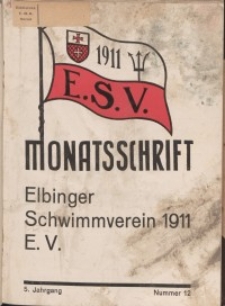 1911
E.S.V.
MONATSSCHRIFT
Elbinger
Schwimmverein 1911
E.V.
5. Jahrgang Nummer 12